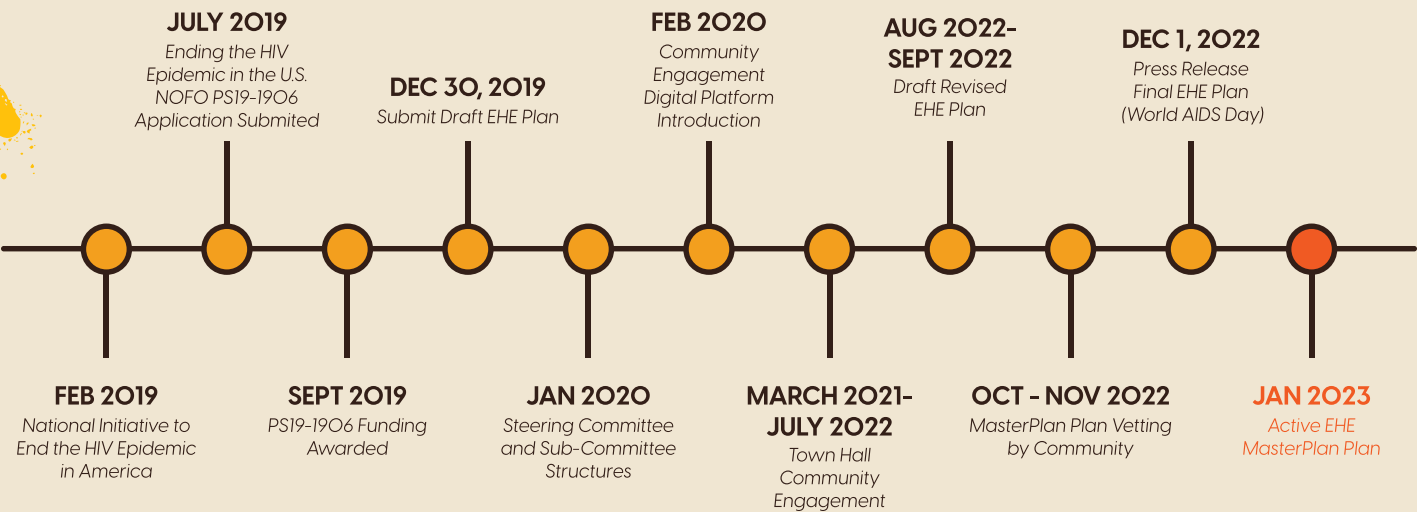 JULY 2019
Ending the HIV
Epidemic in the U.S.
NOFO PS19-1906
Application Submited
DEC 30, 2019
Submit Draft EHE Plan
FEB 2020
Community
Engagement
Digital Platform
Introduction
AUG 2022-
SEPT 2022
Draft Revised
EHE Plan
DEC 1, 2022
Press Release
Final EHE Plan
(World AIDS Day)
FEB 2019
National Initiative to
End the HIV Epidemic
in America
SEPT 2019
PS19-1906 Funding
Awarded
JAN 2020
Steering Committee
and Sub-Committee
Structures
MARCH 2021-
JULY 2022
Town Hall
Community
Engagement
OCT - NOV 2022
MasterPlan Plan Vetting
by Community
JAN 2023
Active EHE
MasterPlan Plan